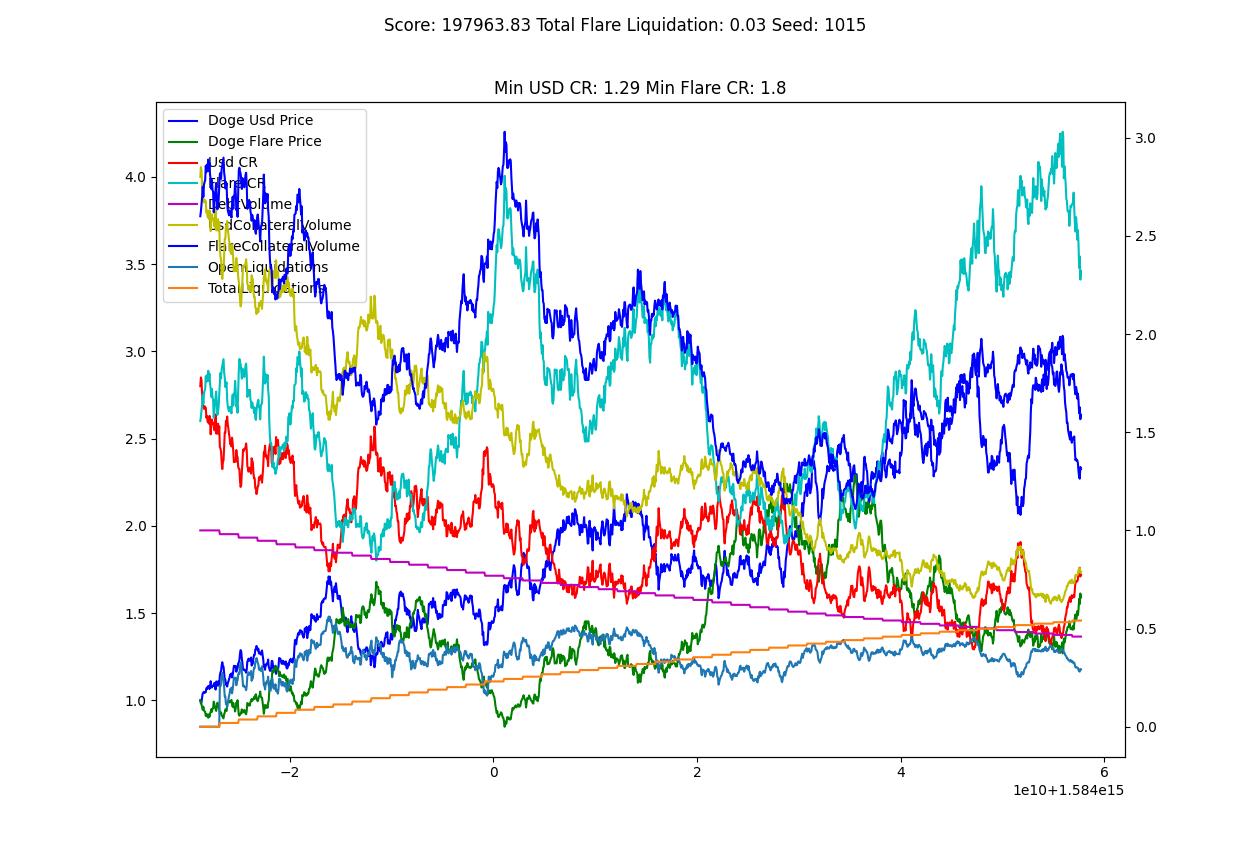 Score: 197963.83 Total Flare Liquidation: 0.03 Seed: 1015
Min USD CR: 1.29 Min Flare CR: 1.8
Doge Usd Price
Doge Flare Price
Usd CR
Flare CR
DebtVolume
UsdCollateralVolume
FlareCollateralVolume
OpenLiquidations
TotalLiquidations
4.0
3.5
3.0
2.5
2.0
1.5
1.0
3.0
2.5
2.0
1.5
1.0
0.5
0.0
−2
0
2
4
6
1e10+1.584e15